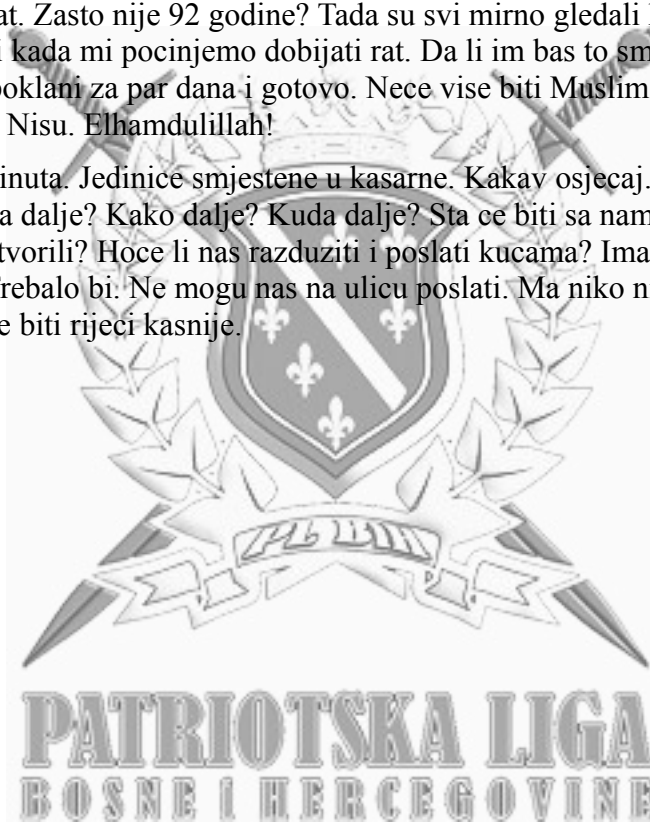 at. Zasto nije 92 godine? Tada su svi mirno gledali
i kada mi pocinjemo dobijati rat. Da li im bas to sm
poklani za par dana i gotovo. Nece vise biti Muslim
Nisu. Elhamdulillah!
inuta. Jedinice smjestene u kasarne. Kakav osjecaj.
a dalje? Kako dalje? Kuda dalje? Sta ce biti sa nam
tvorili? Hoce li nas razduziti i poslati kucama? Ima
Trebalo bi. Ne mogu nas na ulicu poslati. Ma niko n
e biti rijeci kasnije.
PL BIH
PATRIOTSKA LIGA
BOSNE I HERCEGOVINE